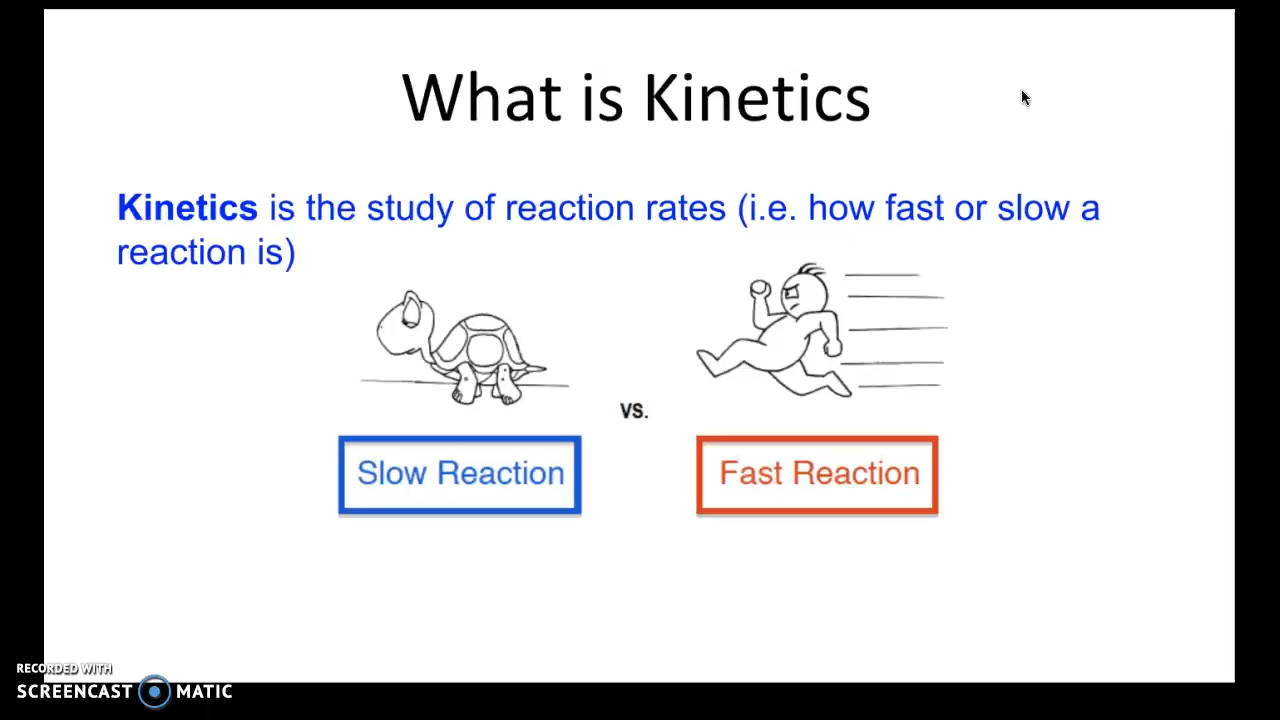 What is Kinetics
Kinetics is the study of reaction rates (i.e. how fast or slow a
reaction is)
vs.
Slow Reaction
Fast Reaction
RECORDED WITH
SCREENCAST MATIC